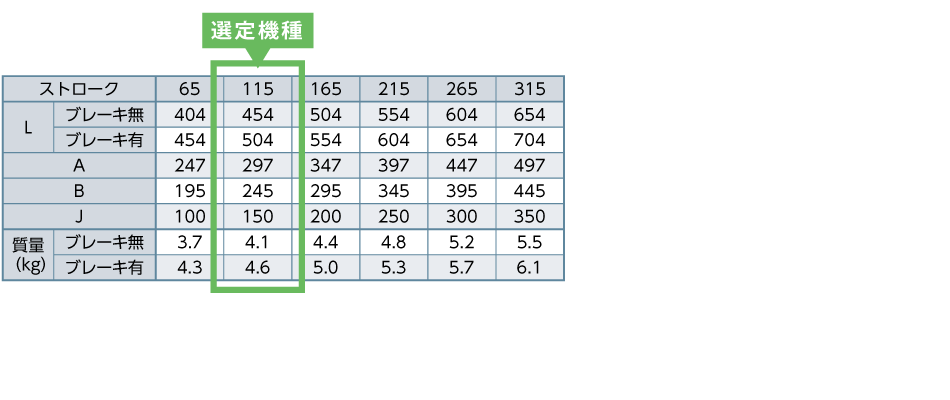 選定機種
ストローク 65 115 165 215 265 315
L ブレーキ無 404 454 504 554 604 654
ブレーキ有 454 504 554 604 654 704
A 247 297 347 397 447 497
B 195 245 295 345 395 445
J 100 150 200 250 300 350
質量(kg) ブレーキ無 3.7 4.1 4.4 4.8 5.2 5.5
ブレーキ有 4.3 4.6 5.0 5.3 5.7 6.1